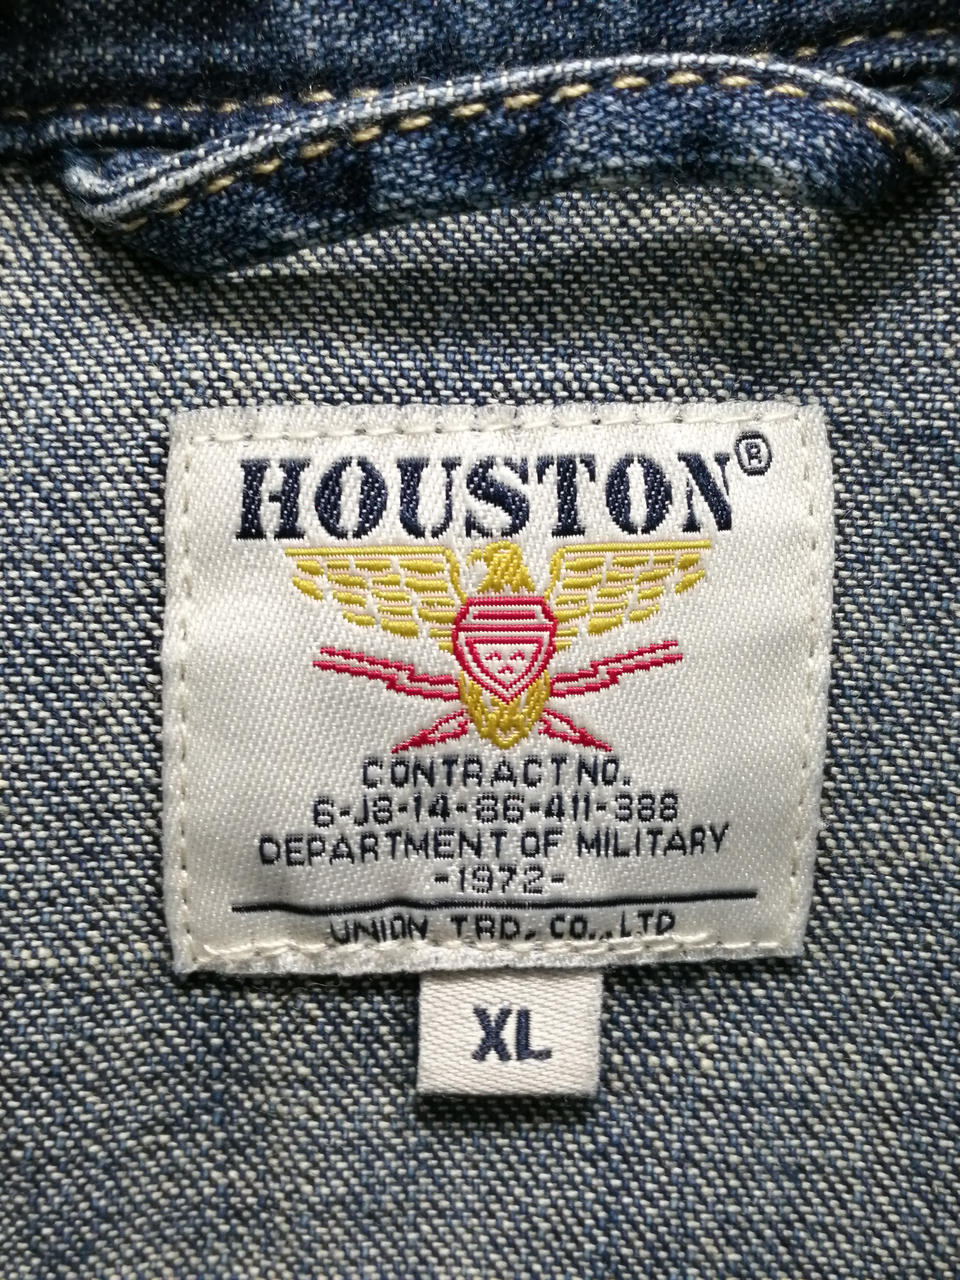 HOUSTON®
CONTRACT NO.
6-J8-14-86-411-388
DEPARTMENT OF MILITARY
-1972-
UNION TRD. CO., LTD
XL